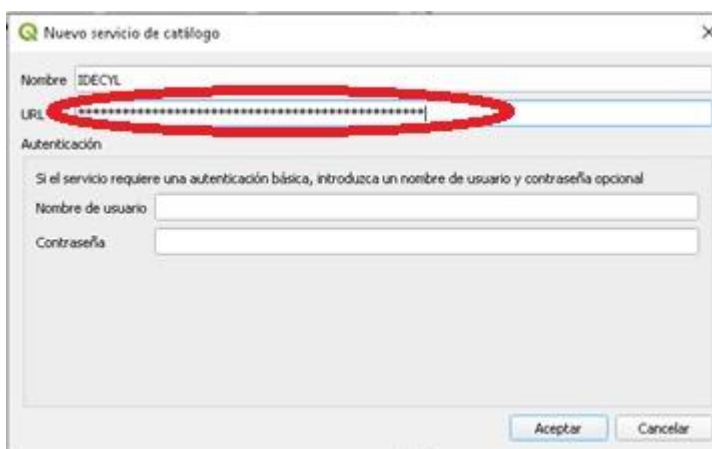 Nuevo servicio de catálogo
Nombre IDECYL
URL ************************************************
Autenticación
Si el servicio requiere una autenticación básica, introduzca un nombre de usuario y contraseña opcional
Nombre de usuario
Contraseña
Aceptar Cancelar